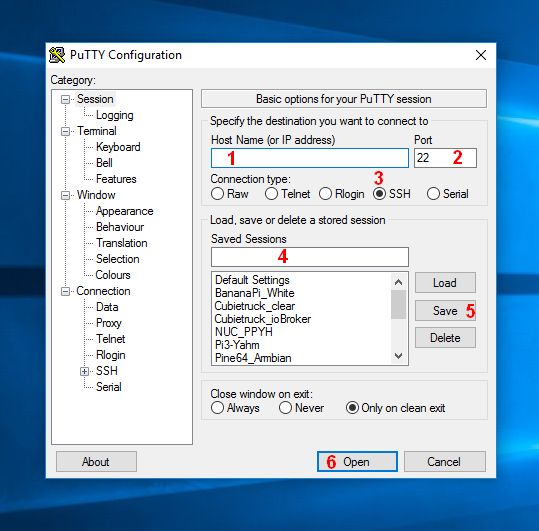 PuTTY Configuration
Category:
Session
Logging
Terminal
Keyboard
Bell
Features
Window
Appearance
Behaviour
Translation
Selection
Colours
Connection
Data
Proxy
Telnet
Rlogin
SSH
Serial
Basic options for your PuTTY session
Specify the destination you want to connect to
Host Name (or IP address) Port
1 22 2
Connection type: 3
Raw Telnet Rlogin SSH Serial
Load, save or delete a stored session
Saved Sessions
4
Default Settings
BananaPi_White
Cubietruck_clear
Cubietruck_ioBroker
NUC_PPYH
Pi3-Yahm
Pine64_Ambian
Load
Save 5
Delete
Close window on exit:
Always Never Only on clean exit
About 6 Open Cancel